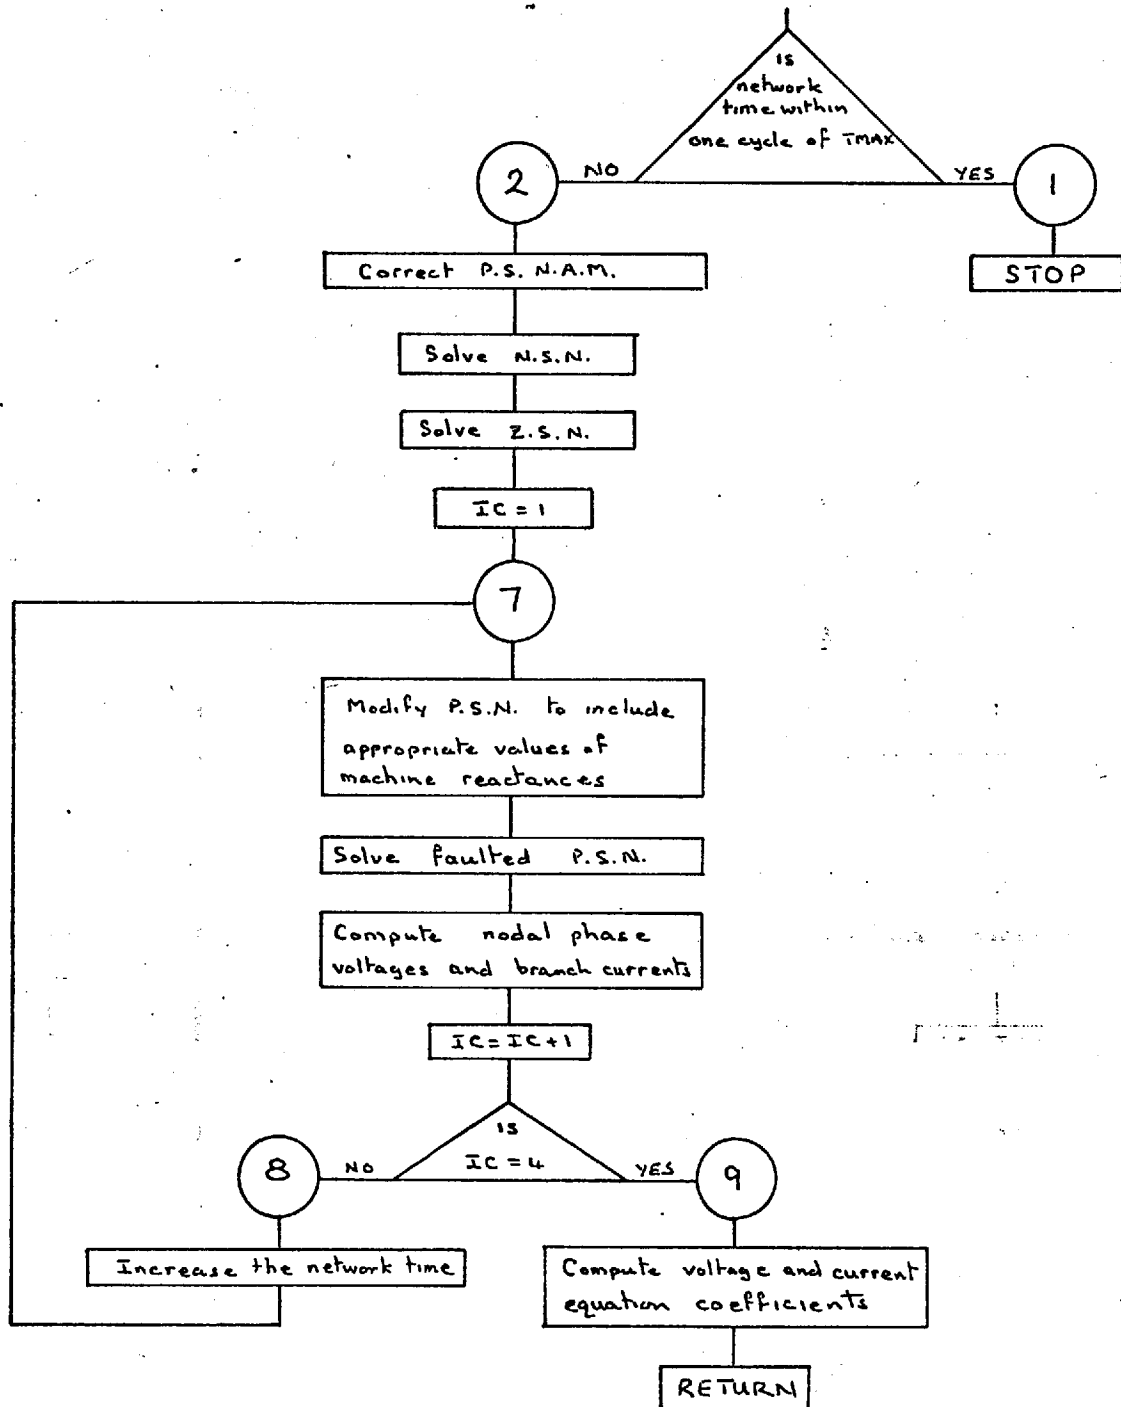 is
network
time within
one cycle of TMAX
2
NO
YES
1
Correct P.S.N.A.M.
STOP
Solve N.S.N.
Solve Z.S.N.
IC = 1
7
Modify P.S.N. to include
appropriate values of
machine reactances
Solve faulted P.S.N.
Compute nodal phase
voltages and branch currents
IC = IC + 1
is
IC = 4
8
NO
YES
9
Increase the network time
Compute voltage and current
equation coefficients
RETURN